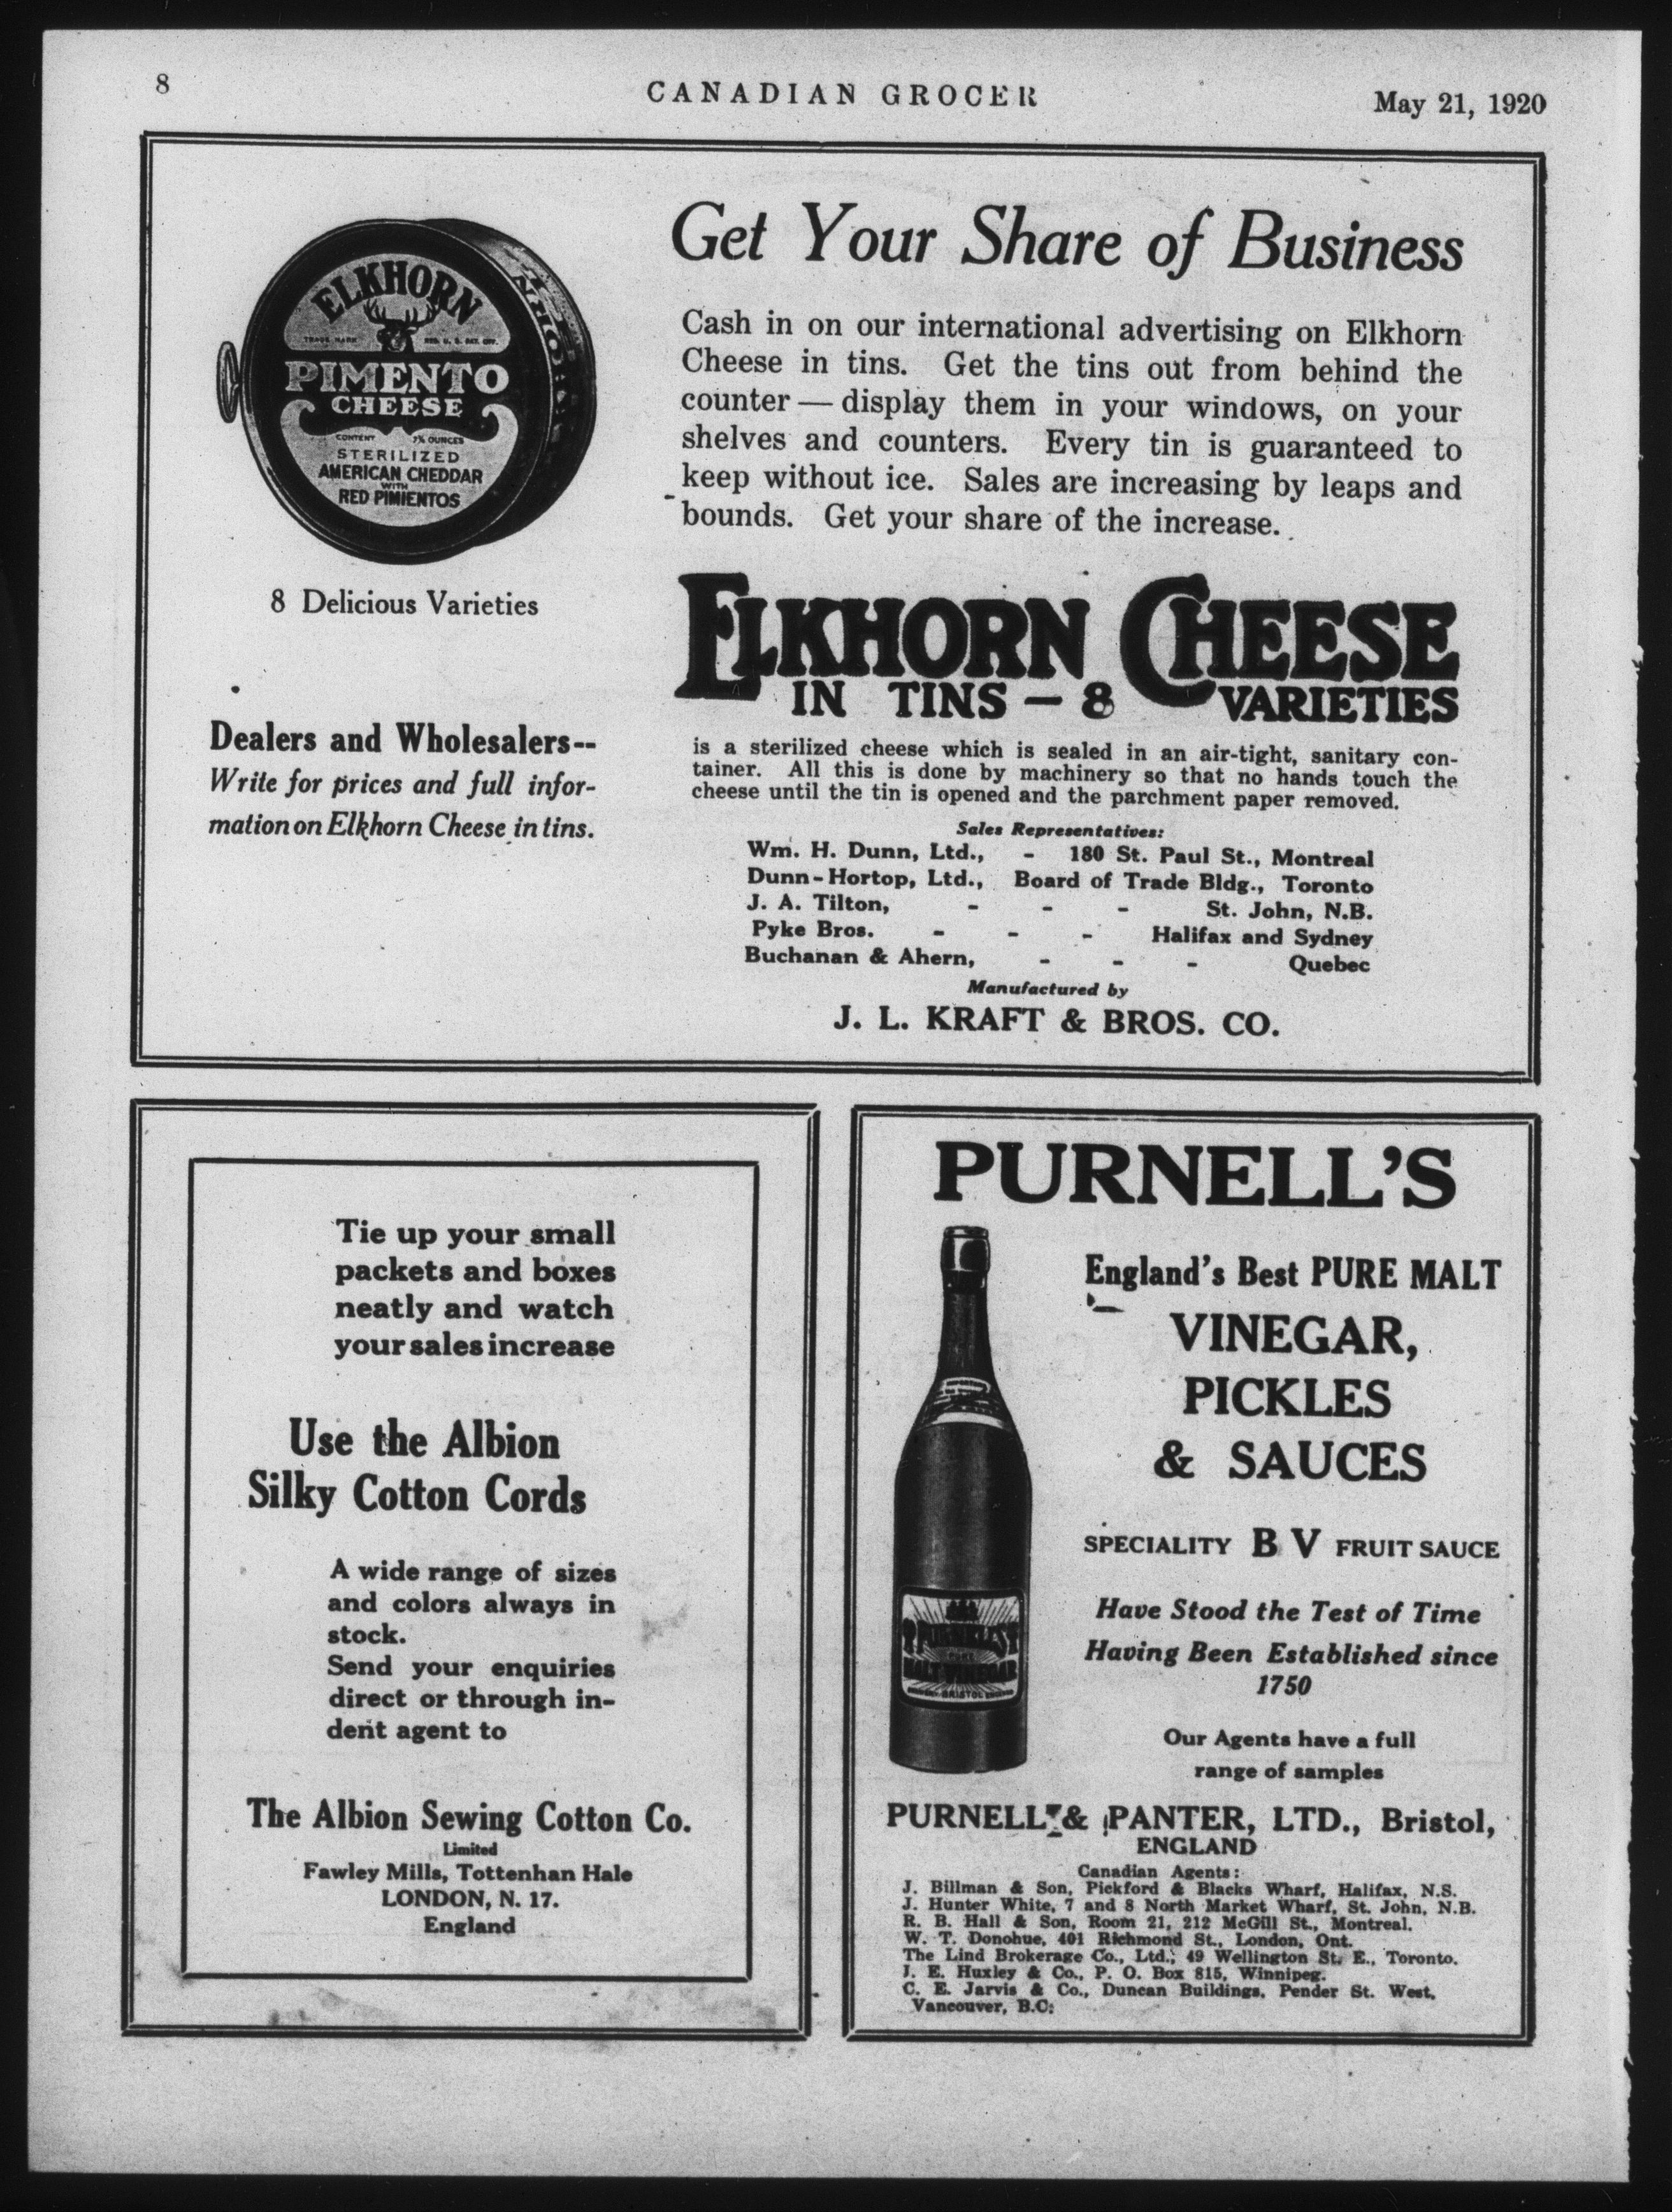 8
CANADIAN GROCER
May 21, 1920
ELKHORN
TRADE MARK
REG. U. S. PAT. OFF.
PIMENTO
CHEESE
CONTENT 7¾ OUNCES
STERILIZED
AMERICAN CHEDDAR
WITH
RED PIMIENTOS
8 Delicious Varieties
Dealers and Wholesalers--
Write for prices and full infor-
mation on Elkhorn Cheese in tins.
Get Your Share of Business
Cash in on our international advertising on Elkhorn
Cheese in tins. Get the tins out from behind the
counter — display them in your windows, on your
shelves and counters. Every tin is guaranteed to
keep without ice. Sales are increasing by leaps and
bounds. Get your share of the increase.
ELKHORN CHEESE
IN TINS – 8 VARIETIES
is a sterilized cheese which is sealed in an air-tight, sanitary con-
tainer. All this is done by machinery so that no hands touch the
cheese until the tin is opened and the parchment paper removed.
Sales Representatives:
Wm. H. Dunn, Ltd., - 180 St. Paul St., Montreal
Dunn-Hortop, Ltd., Board of Trade Bldg., Toronto
J. A. Tilton, - - - St. John, N.B.
Pyke Bros. - - - Halifax and Sydney
Buchanan & Ahern, - - - Quebec
Manufactured by
J. L. KRAFT & BROS. CO.
Tie up your small
packets and boxes
neatly and watch
your sales increase
Use the Albion
Silky Cotton Cords
A wide range of sizes
and colors always in
stock.
Send your enquiries
direct or through in-
dent agent to
The Albion Sewing Cotton Co.
Limited
Fawley Mills, Tottenhan Hale
LONDON, N. 17.
England
PURNELL'S
England's Best PURE MALT
VINEGAR,
PICKLES
& SAUCES
SPECIALITY B V FRUIT SAUCE
Have Stood the Test of Time
Having Been Established since
1750
Our Agents have a full
range of samples
PURNELL'S
PURE
MALT VINEGAR
BRISTOL
PURNELL & PANTER, LTD., Bristol,
ENGLAND
Canadian Agents:
J. Billman & Son, Pickford & Blacks Wharf, Halifax, N.S.
J. Hunter White, 7 and 8 North Market Wharf, St. John, N.B.
R. B. Hall & Son, Room 21, 212 McGill St., Montreal.
W. T. Donohue, 401 Richmond St., London, Ont.
The Lind Brokerage Co., Ltd., 49 Wellington St. E., Toronto.
J. E. Huxley & Co., P. O. Box 815, Winnipeg.
C. E. Jarvis & Co., Duncan Buildings, Pender St. West,
Vancouver, B.C.